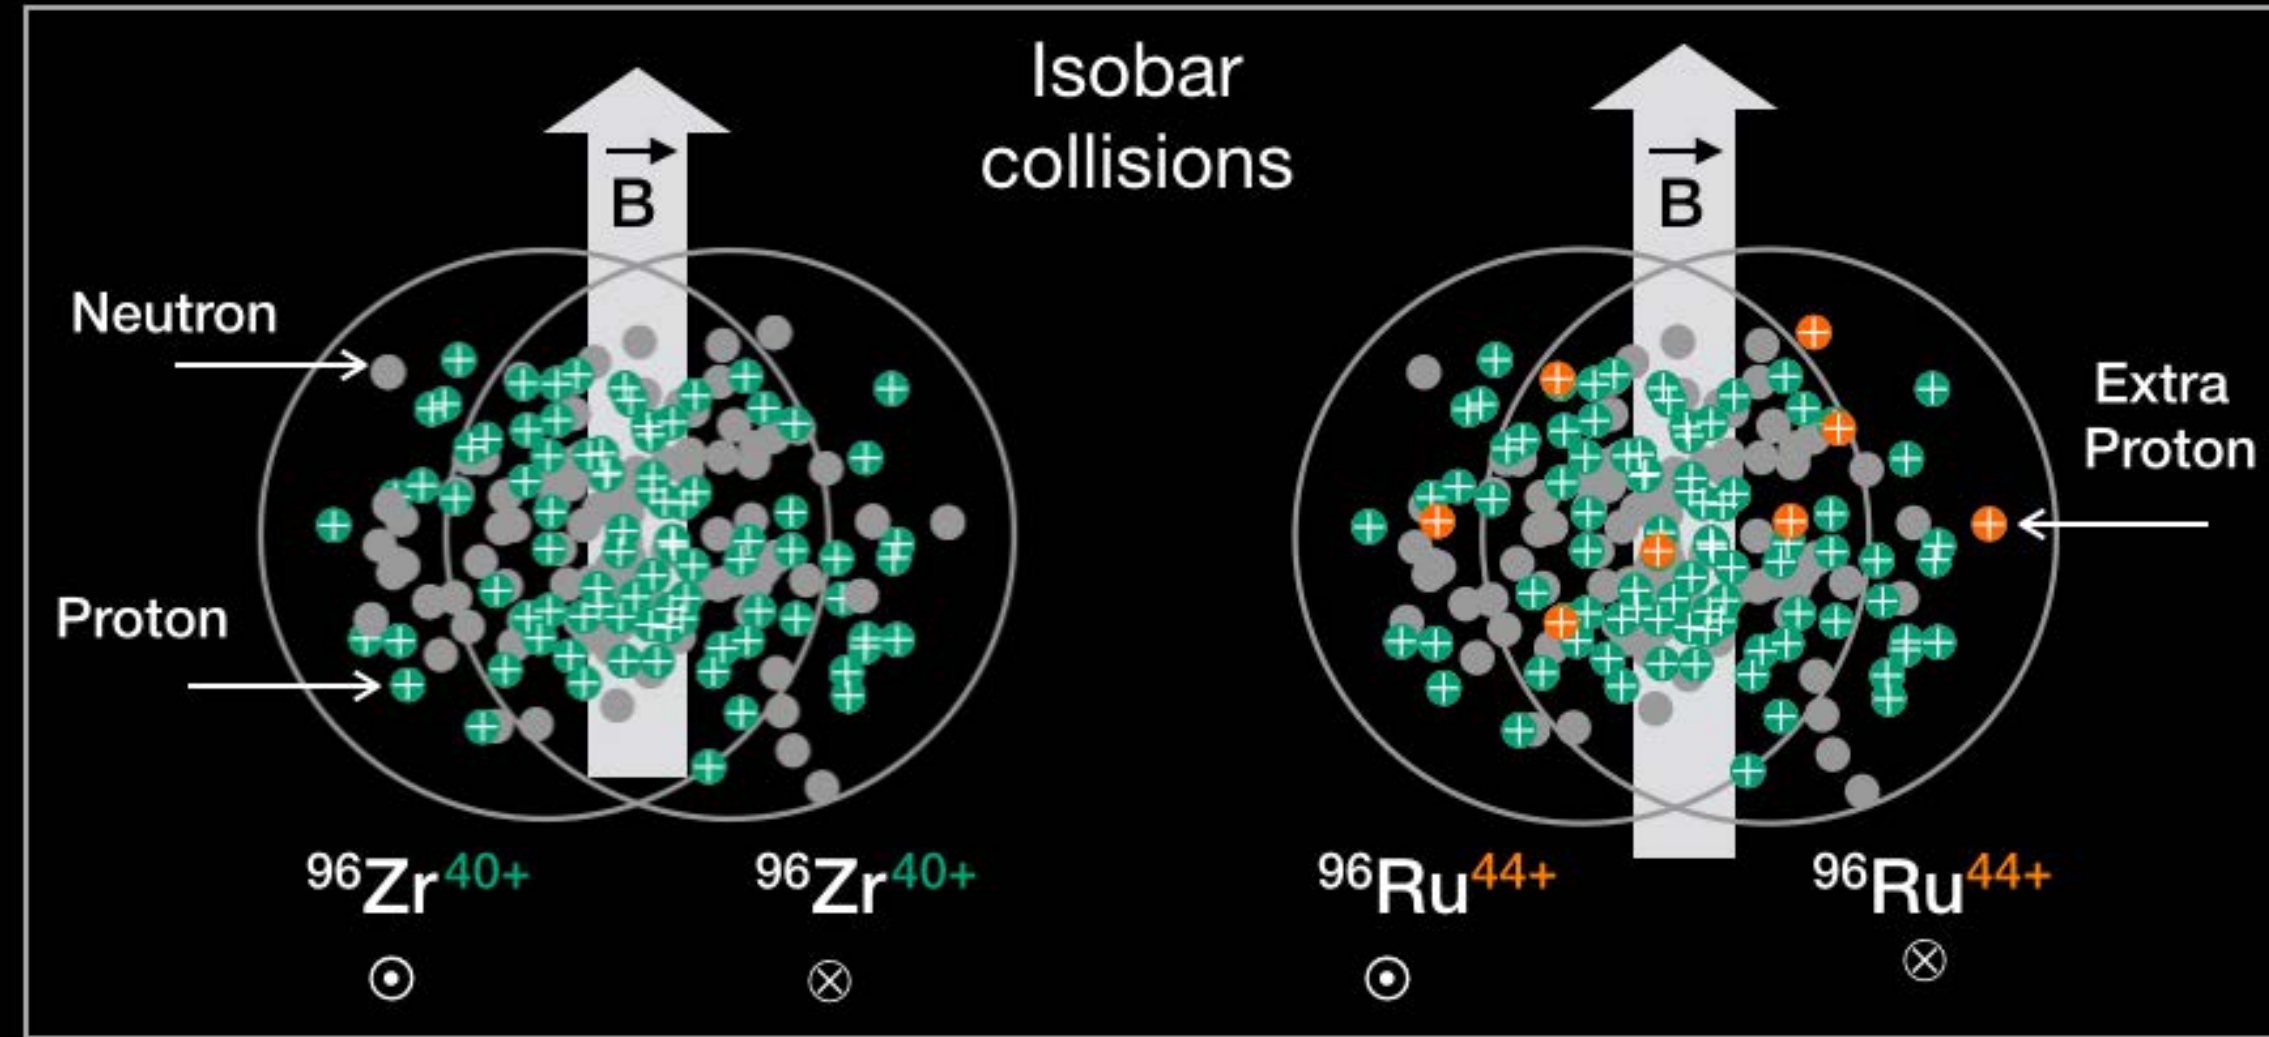 Isobar
collisions
B
B
Neutron
Proton
Extra
Proton
⁹⁶Zr⁴⁰⁺
⁹⁶Zr⁴⁰⁺
⁹⁶Ru⁴⁴⁺
⁹⁶Ru⁴⁴⁺